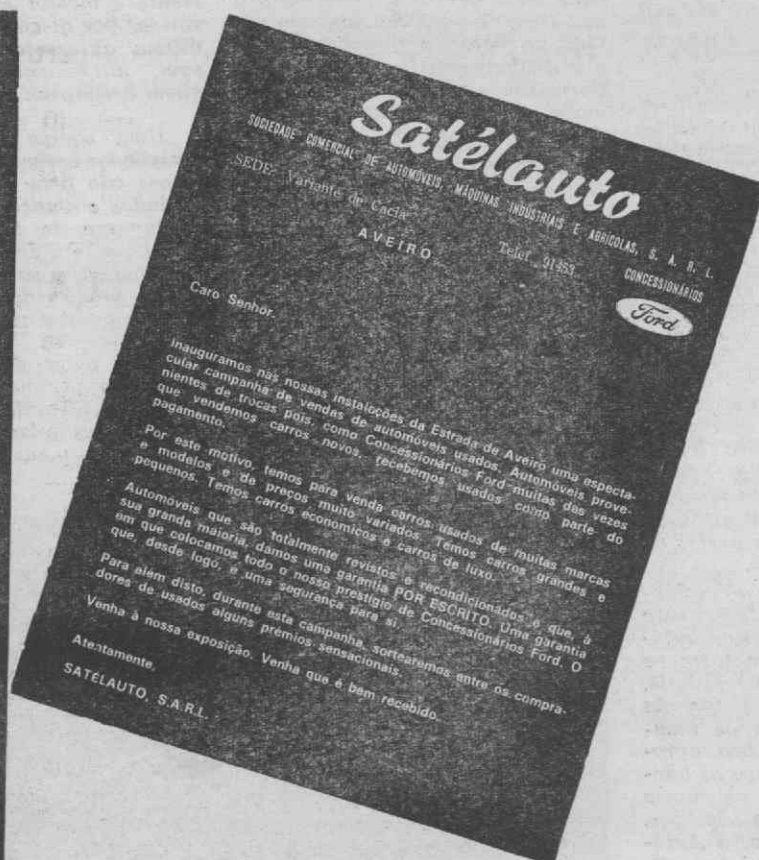 Satélauto
SOCIEDADE COMERCIAL DE AUTOMÓVEIS, MÁQUINAS INDUSTRIAIS E AGRÍCOLAS, S. A. R. L.
SEDE: Variante de Cacia
Telef. 91453
CONCESSIONÁRIOS
AVEIRO
Ford
Caro Senhor.
Inauguramos nas nossas instalações da Estrada de Aveiro uma especta-
cular campanha de vendas de automóveis usados. Automóveis prove-
nientes de trocas pois, como Concessionários Ford muitas das vezes
que vendemos carros novos, recebemos usados como parte do
pagamento.
Por este motivo, temos para venda carros usados de muitas marcas
e modelos e de preços muito variados. Temos carros grandes e
pequenos. Temos carros económicos e carros de luxo.
Automóveis que são totalmente revistos e recondicionados e que, à
sua granda maioria, damos uma garantia POR ESCRITO. Uma garantia
em que colocamos todo o nosso prestígio de Concessionários Ford. O
que, desde logo, é uma segurança para si.
Para além disto, durante esta campanha, sortearemos entre os compra-
dores de usados alguns prémios sensacionais.
Venha à nossa exposição. Venha que é bem recebido.
Atentamente,
SATÉLAUTO, S.A.R.L.